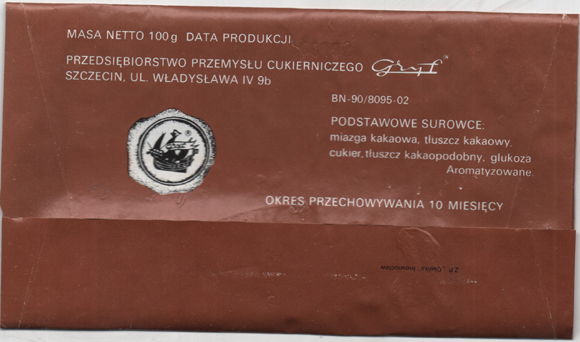 MASA NETTO 100g DATA PRODUKCJI
PRZEDSIĘBIORSTWO PRZEMYSŁU CUKIERNICZEGO Gryf®
SZCZECIN, UL. WŁADYSŁAWA IV 9b
BN-90/8095-02
PODSTAWOWE SUROWCE:
miazga kakaowa, tłuszcz kakaowy,
cukier, tłuszcz kakaopodobny, glukoza.
Aromatyzowane.
®
OKRES PRZECHOWYWANIA 10 MIESIĘCY